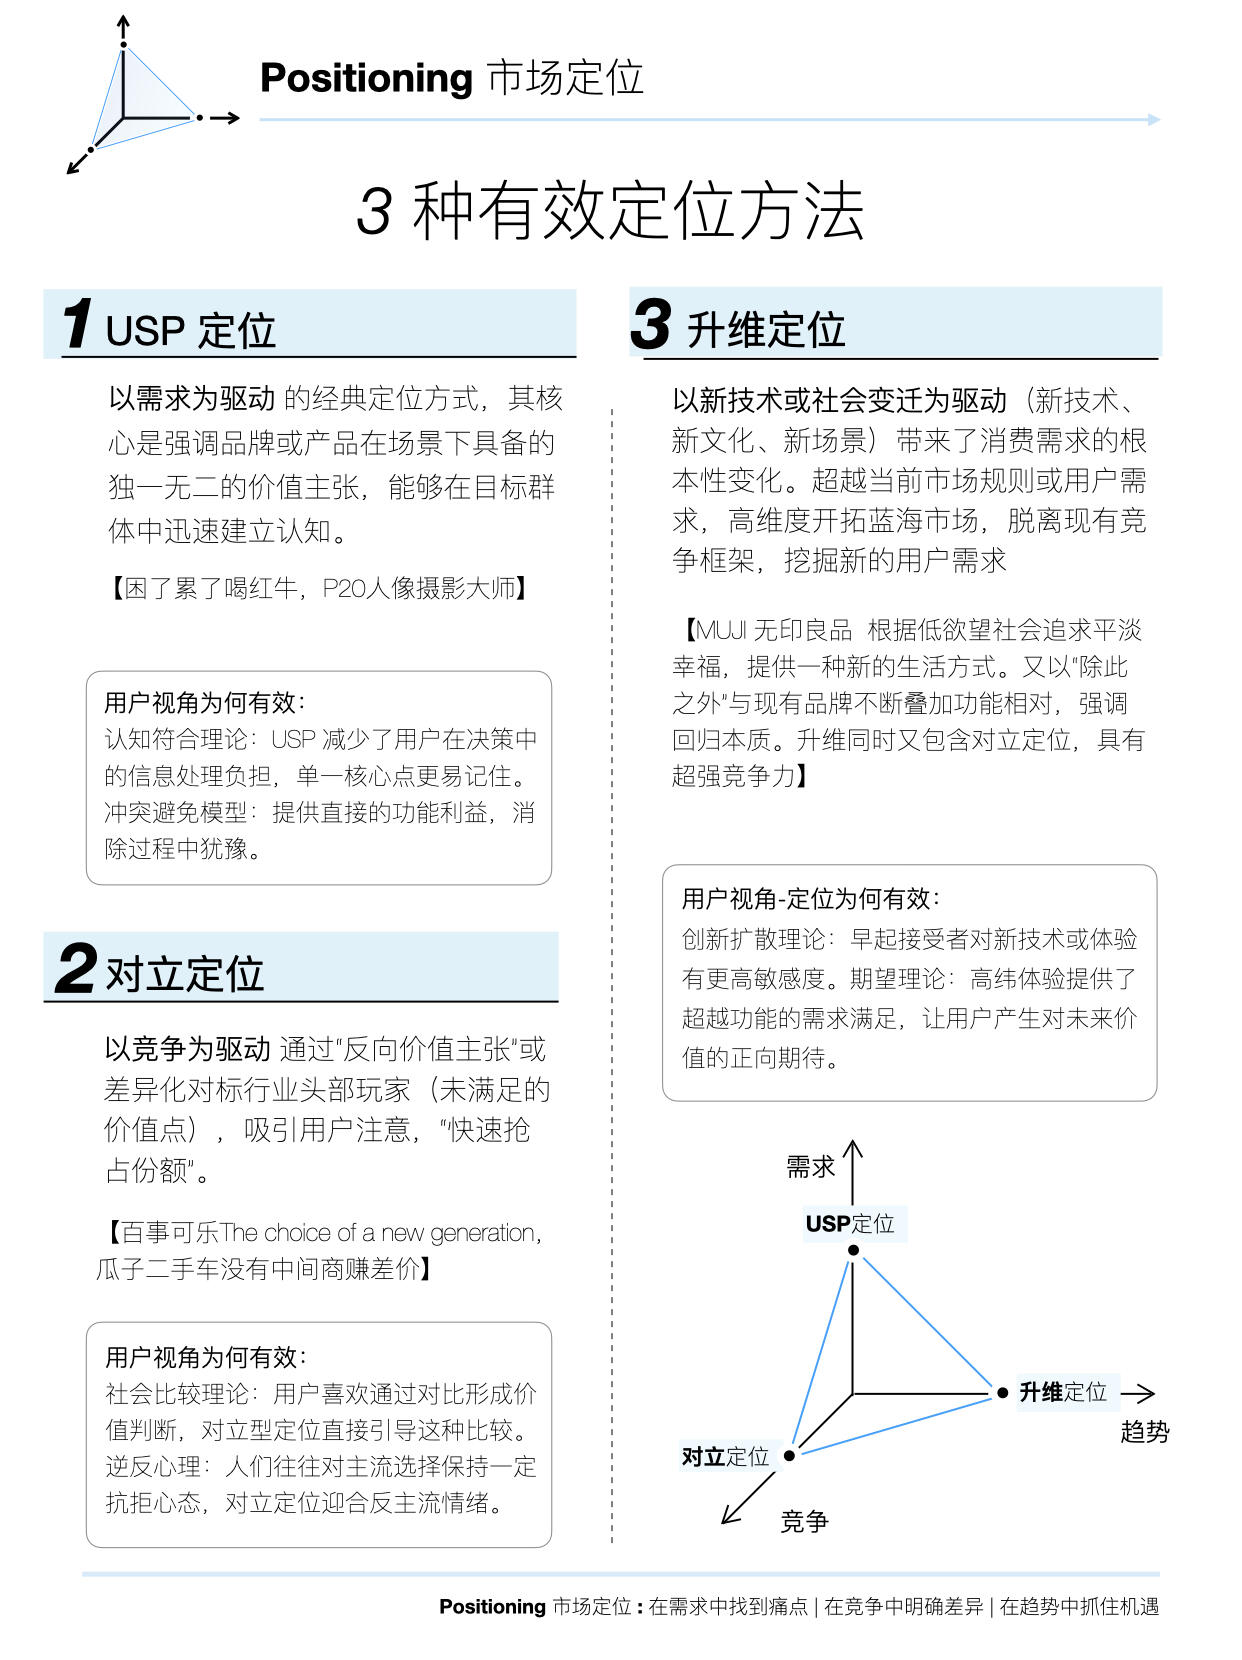 Positioning 市场定位
3 种有效定位方法
1 USP 定位
以需求为驱动 的经典定位方式，其核
心是强调品牌或产品在场景下具备的
独一无二的价值主张，能够在目标群
体中迅速建立认知。
【困了累了喝红牛，P20人像摄影大师】
用户视角为何有效：
认知符合理论：USP 减少了用户在决策中
的信息处理负担，单一核心点更易记住。
冲突避免模型：提供直接的功能利益，消
除过程中犹豫。
2 对立定位
以竞争为驱动 通过"反向价值主张"或
差异化对标行业头部玩家（未满足的
价值点），吸引用户注意，"快速抢
占份额"。
【百事可乐The choice of a new generation，
瓜子二手车没有中间商赚差价】
用户视角为何有效：
社会比较理论：用户喜欢通过对比形成价
值判断，对立型定位直接引导这种比较。
逆反心理：人们往往对主流选择保持一定
抗拒心态，对立定位迎合反主流情绪。
3 升维定位
以新技术或社会变迁为驱动（新技术、
新文化、新场景）带来了消费需求的根
本性变化。超越当前市场规则或用户需
求，高维度开拓蓝海市场，脱离现有竞
争框架，挖掘新的用户需求
【MUJI 无印良品 根据低欲望社会追求平淡
幸福，提供一种新的生活方式。又以"除此
之外"与现有品牌不断叠加功能相对，强调
回归本质。升维同时又包含对立定位，具有
超强竞争力】
用户视角-定位为何有效：
创新扩散理论：早起接受者对新技术或体验
有更高敏感度。期望理论：高纬体验提供了
超越功能的需求满足，让用户产生对未来价
值的正向期待。
需求
USP定位
升维定位
趋势
对立定位
竞争
Positioning 市场定位：在需求中找到痛点 | 在竞争中明确差异 | 在趋势中抓住机遇